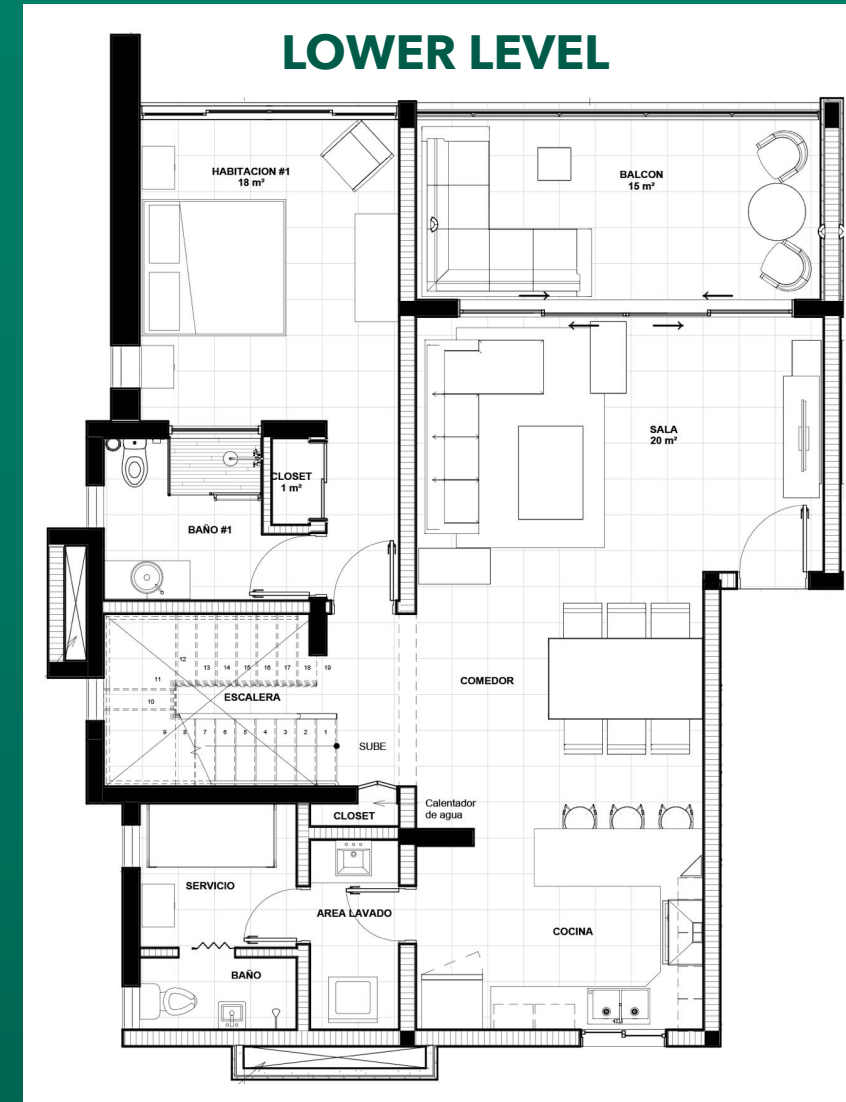 LOWER LEVEL
HABITACION #1
18 m²
BALCON
15 m²
SALA
20 m²
CLOSET
1 m²
BAÑO #1
12
13
14
15
16
17
18
19
11
10
ESCALERA
COMEDOR
9
8
7
6
5
4
3
2
1
SUBE
Calentador
de agua
CLOSET
SERVICIO
AREA LAVADO
COCINA
BAÑO